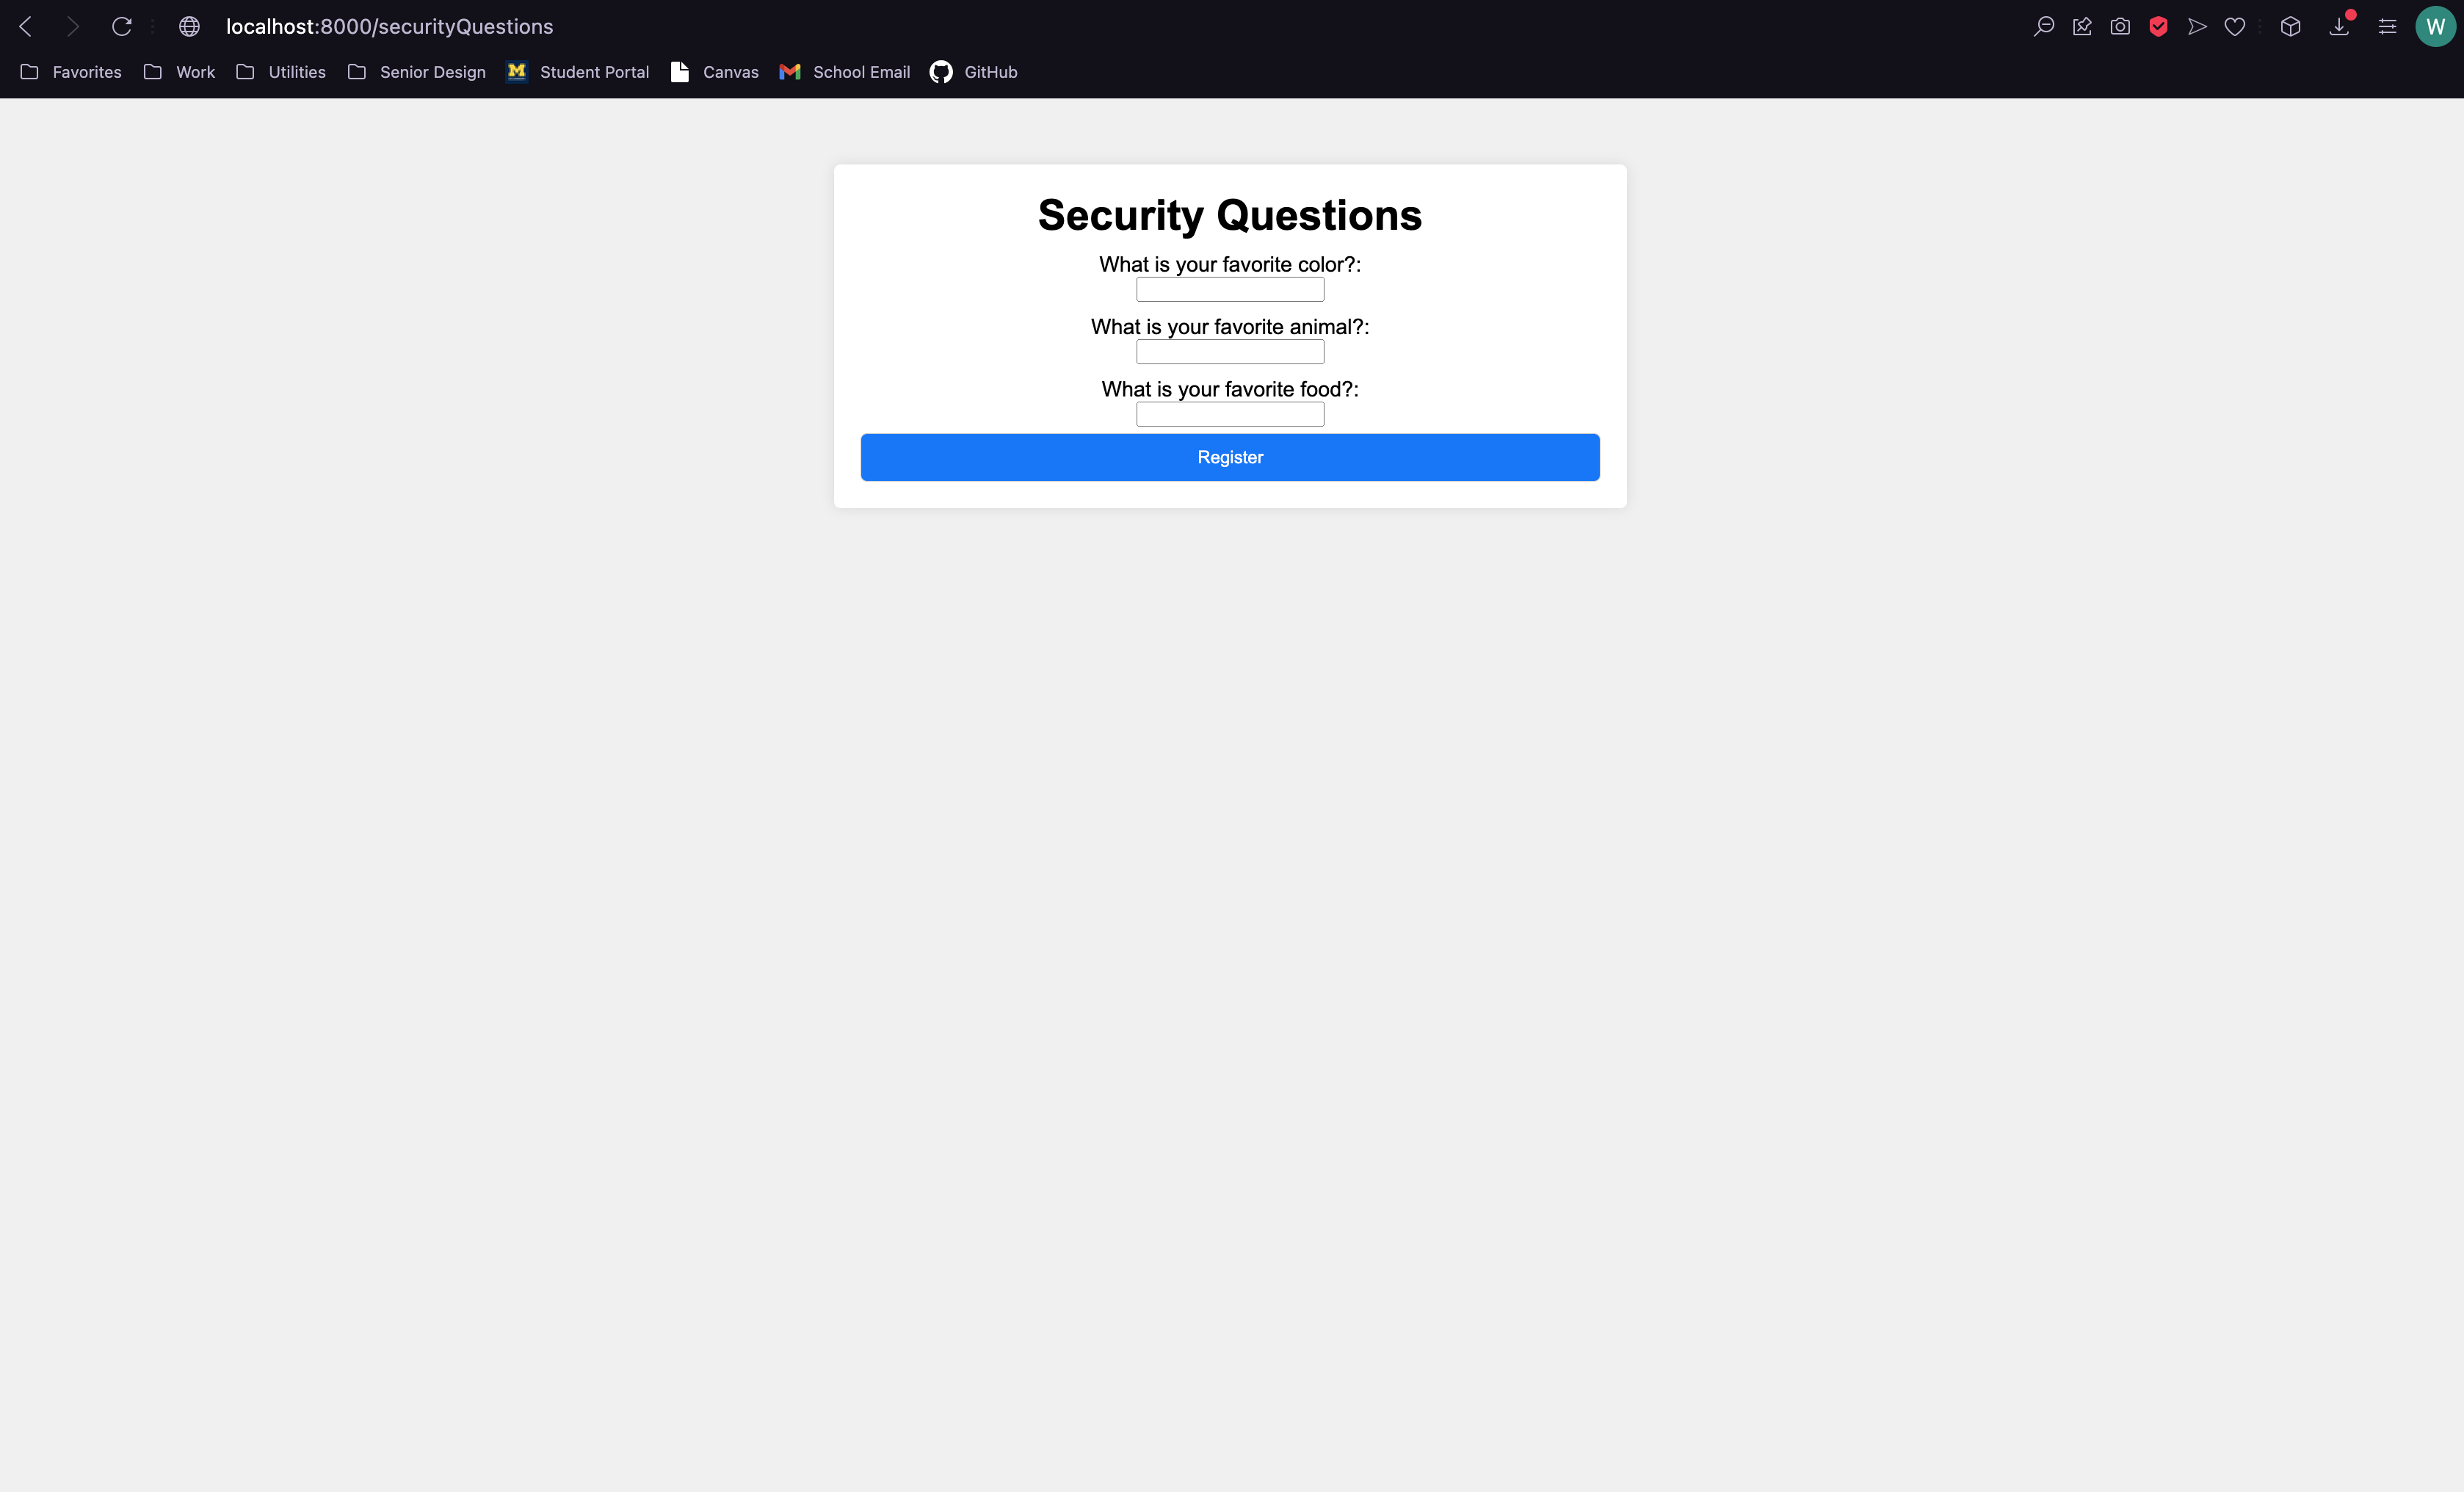 localhost:8000/securityQuestions
W
Favorites Work Utilities Senior Design M Student Portal Canvas School Email GitHub
Security Questions
What is your favorite color?:
What is your favorite animal?:
What is your favorite food?:
Register